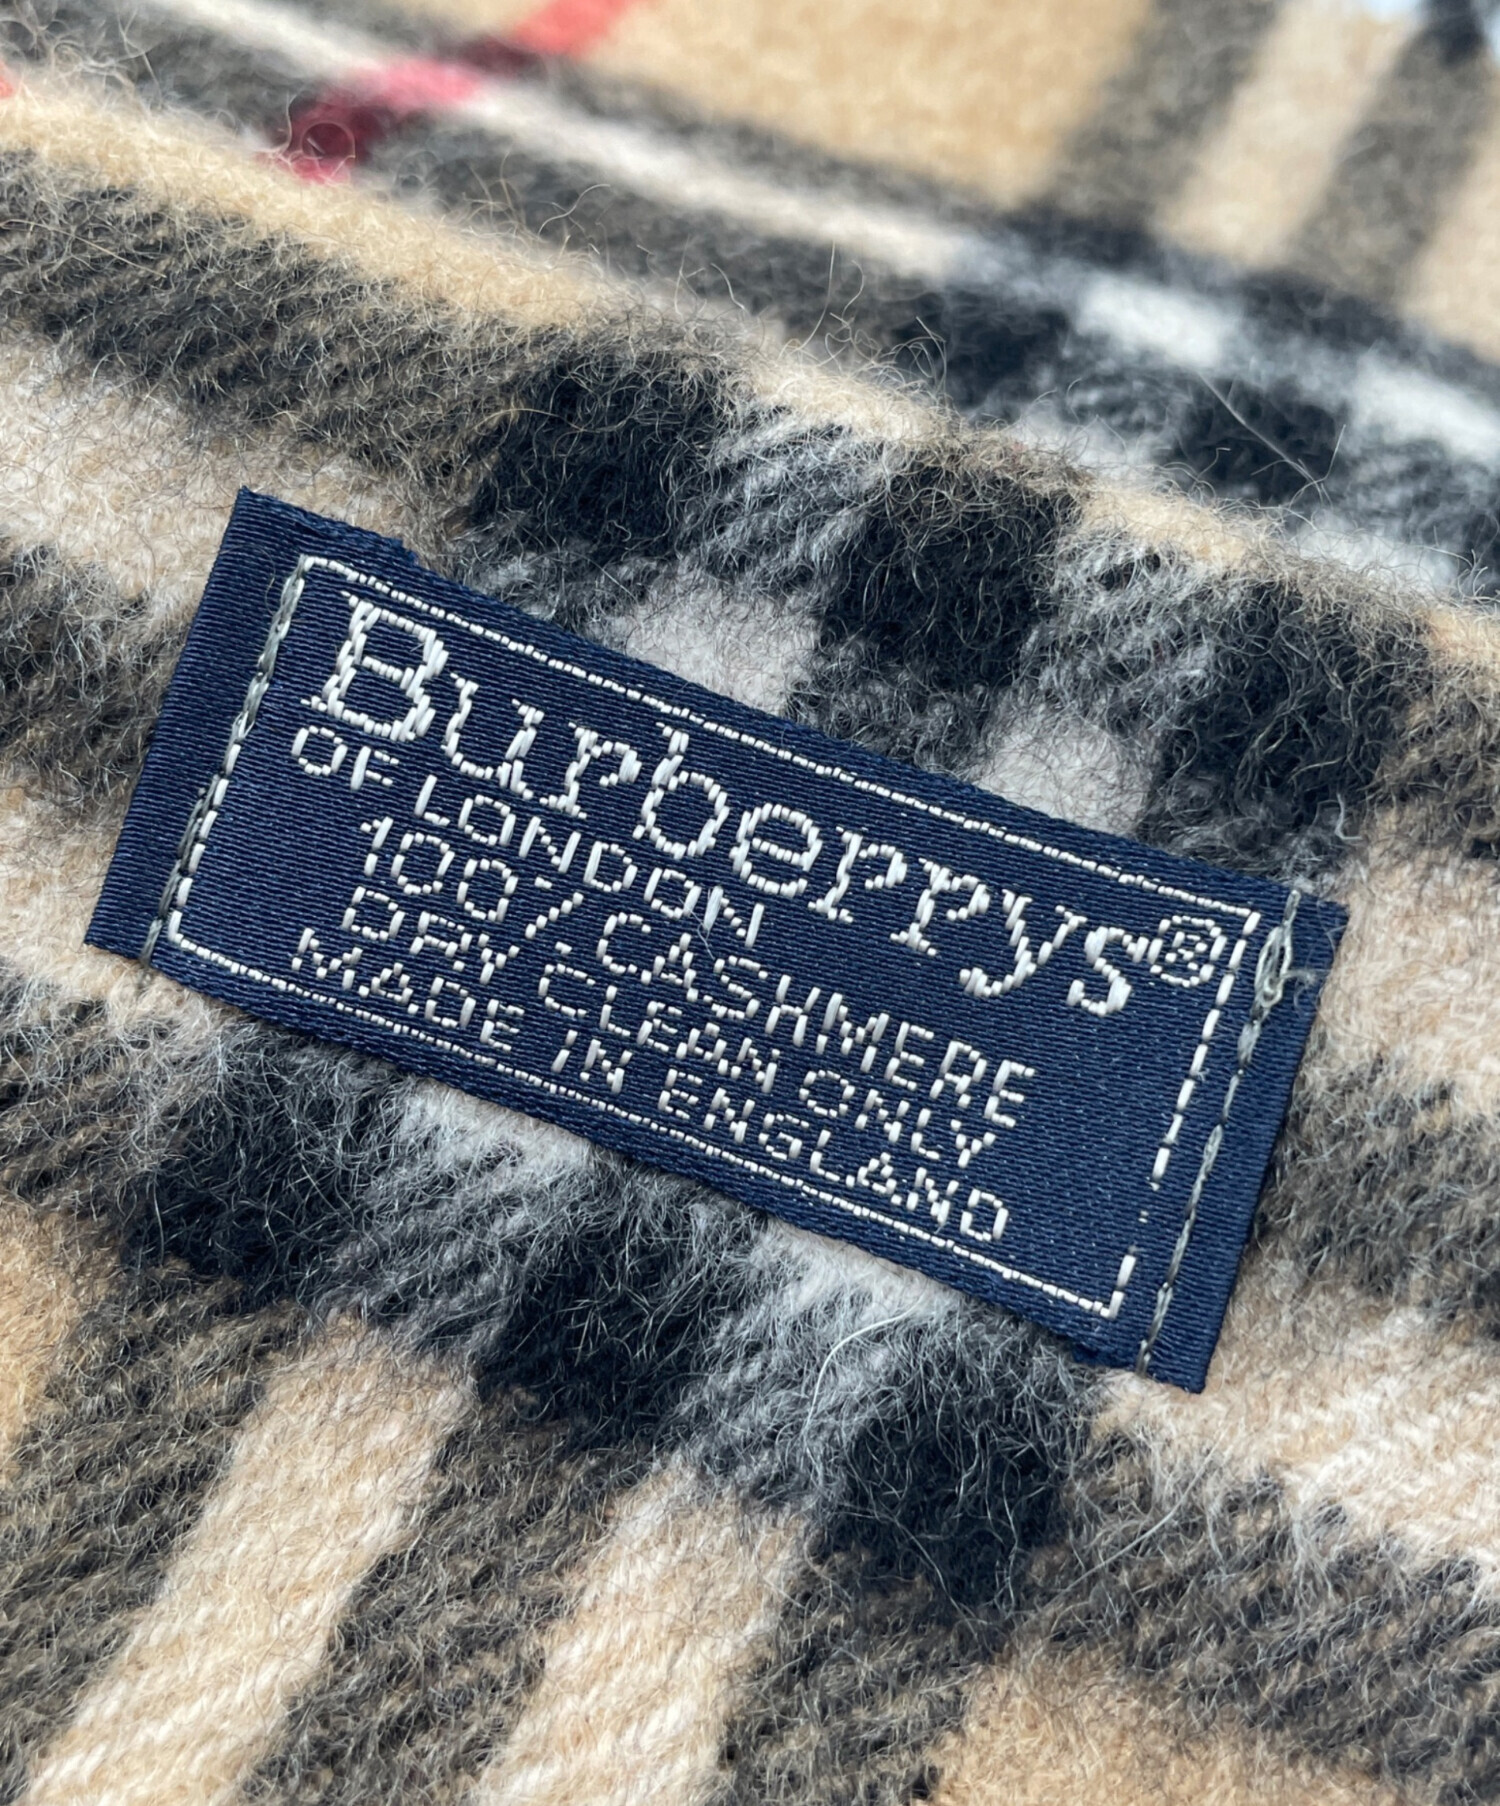 Burberrys®
OF LONDON
100% CASHMERE
DRY CLEAN ONLY
MADE IN ENGLAND